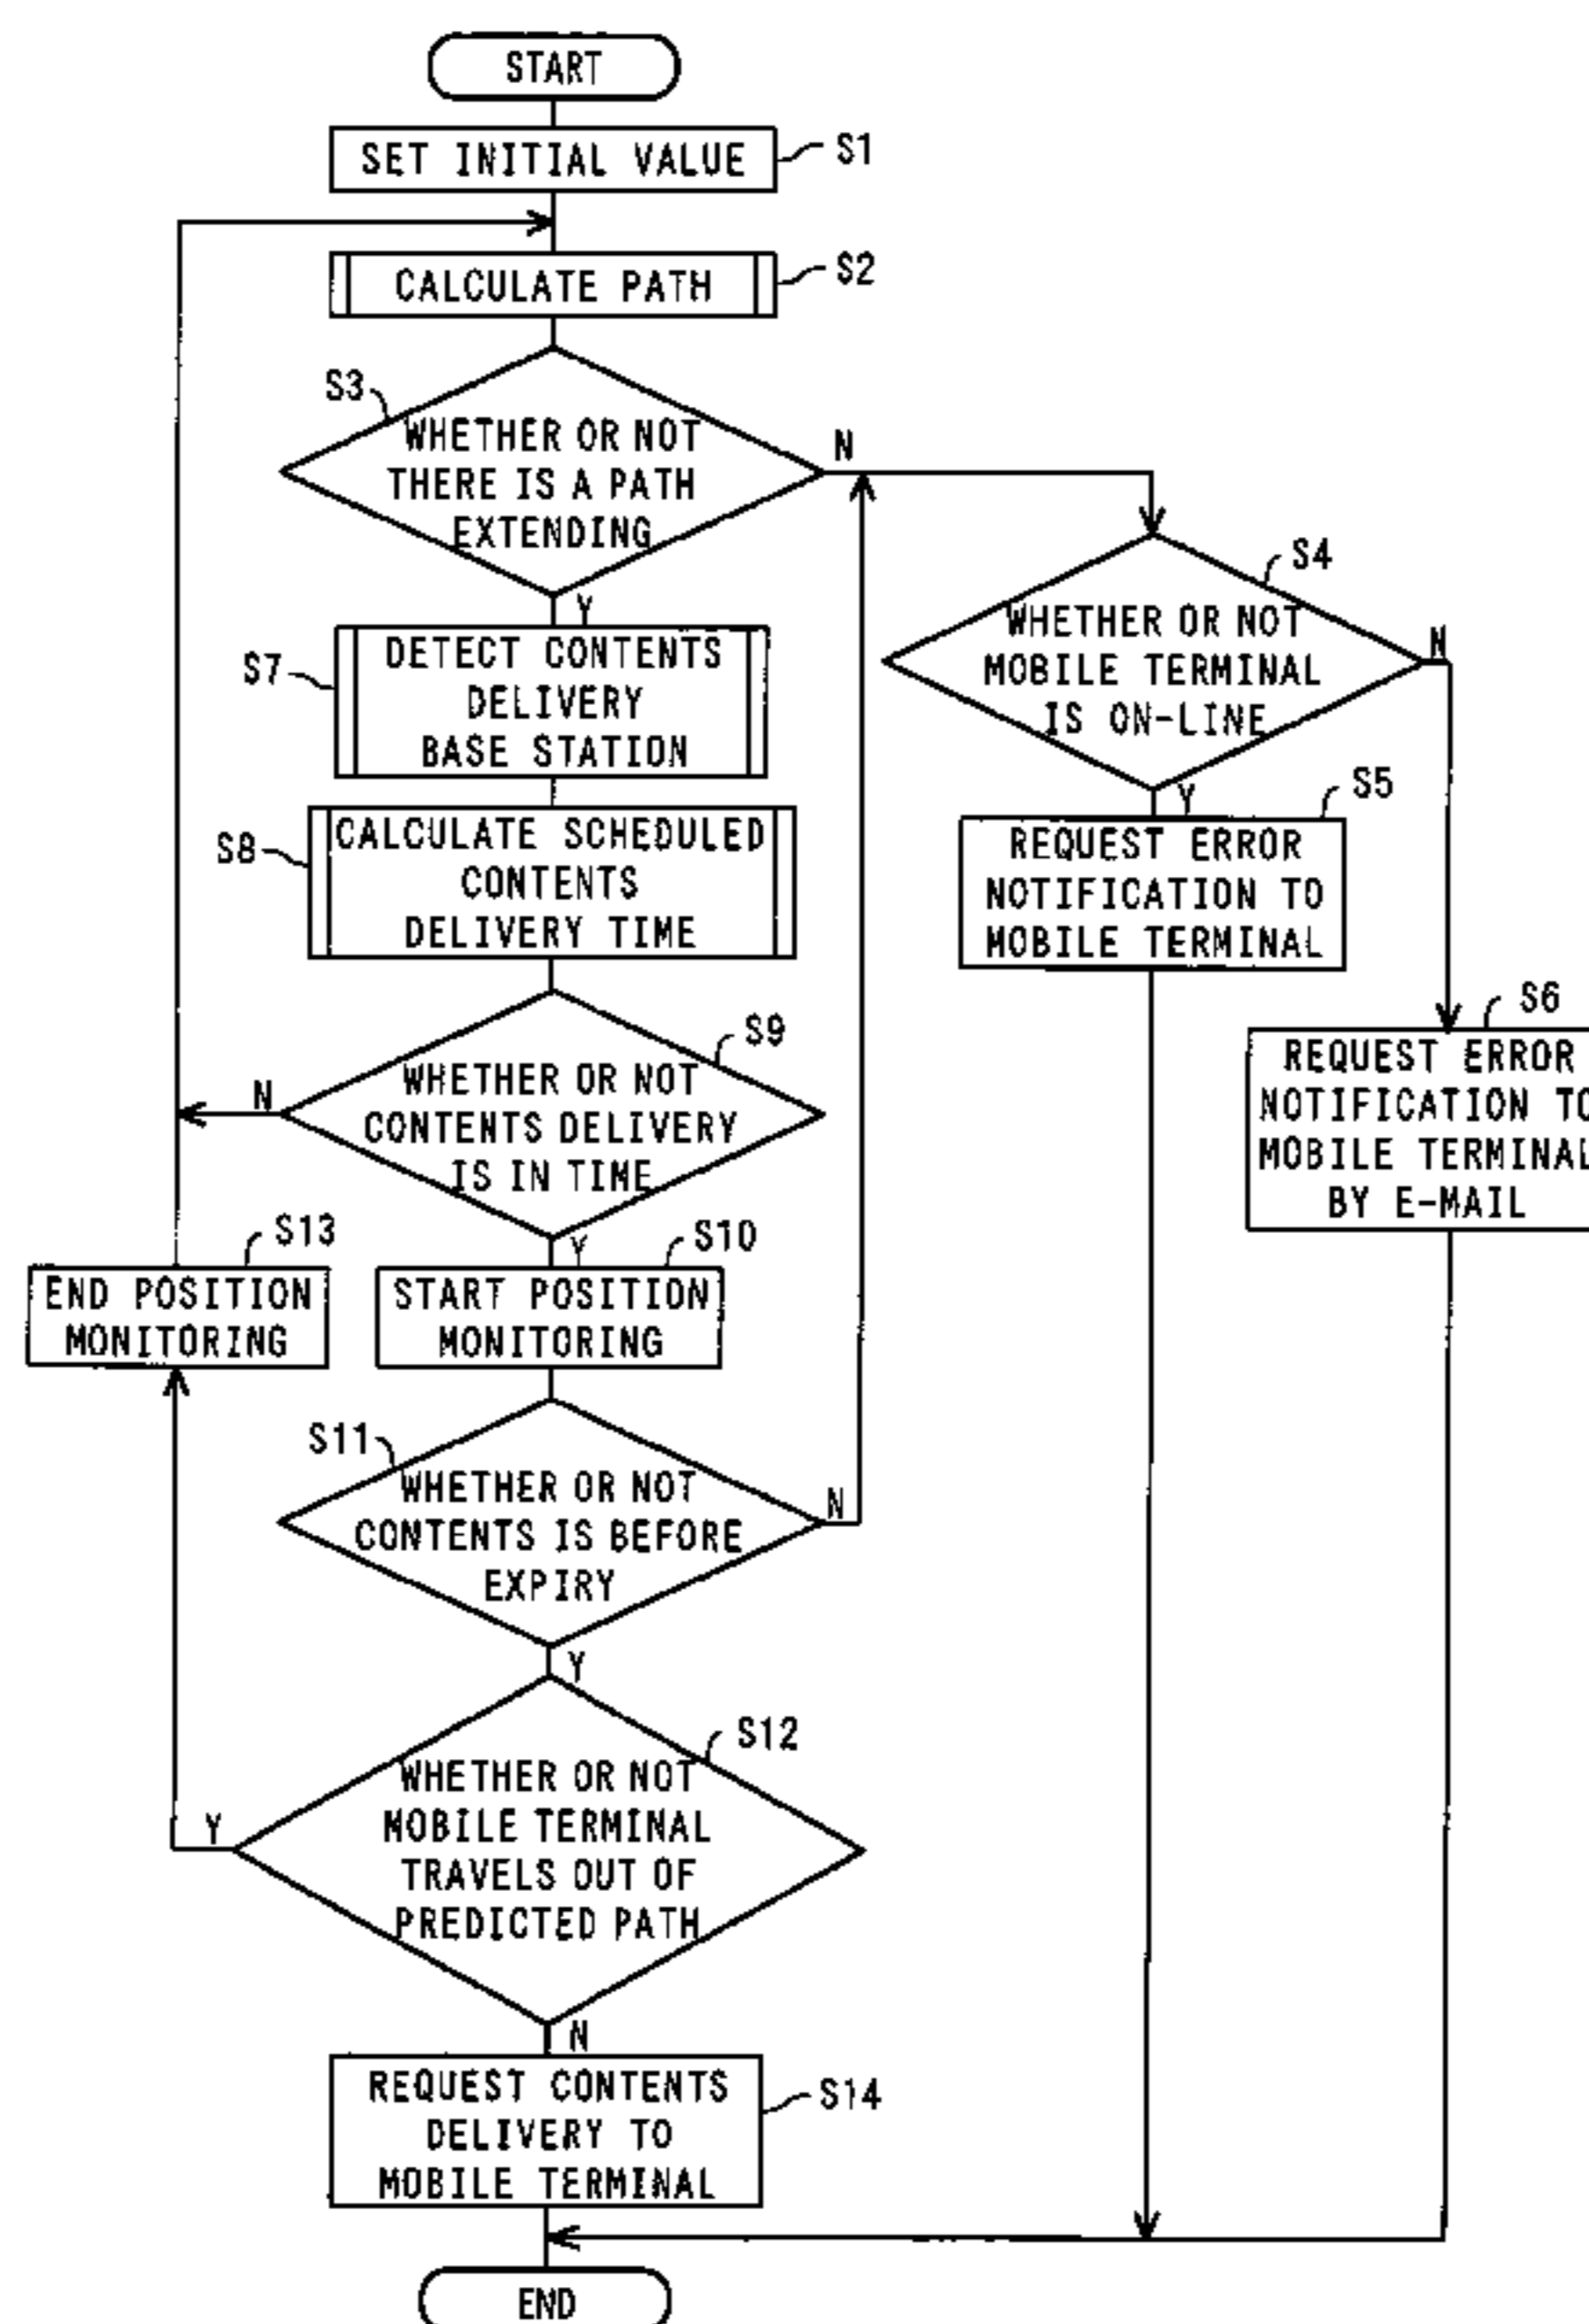 START
SET INITIAL VALUE
S1
CALCULATE PATH
S2
S3
WHETHER OR NOT
THERE IS A PATH
EXTENDING
N
Y
S4
WHETHER OR NOT
MOBILE TERMINAL
IS ON-LINE
N
Y
S5
REQUEST ERROR
NOTIFICATION TO
MOBILE TERMINAL
S6
REQUEST ERROR
NOTIFICATION TO
MOBILE TERMINAL
BY E-MAIL
S7
DETECT CONTENTS
DELIVERY
BASE STATION
S8
CALCULATE SCHEDULED
CONTENTS
DELIVERY TIME
S9
WHETHER OR NOT
CONTENTS DELIVERY
IS IN TIME
N
Y
S13
END POSITION
MONITORING
S10
START POSITION
MONITORING
S11
WHETHER OR NOT
CONTENTS IS BEFORE
EXPIRY
N
Y
S12
WHETHER OR NOT
MOBILE TERMINAL
TRAVELS OUT OF
PREDICTED PATH
Y
N
REQUEST CONTENTS
DELIVERY TO
MOBILE TERMINAL
S14
END